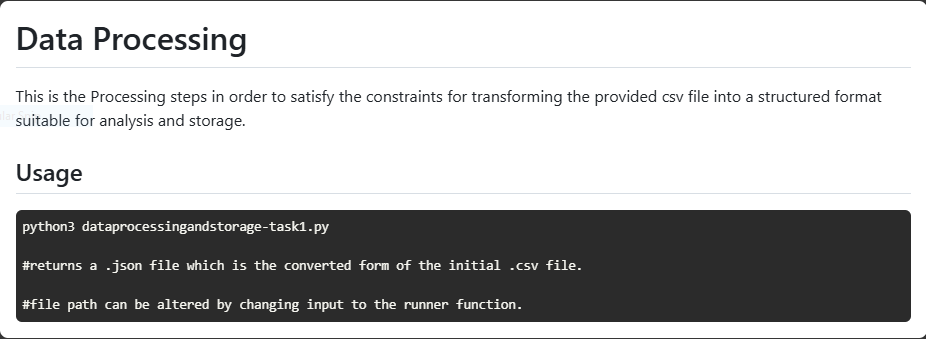 Data Processing
This is the Processing steps in order to satisfy the constraints for transforming the provided csv file into a structured format
suitable for analysis and storage.
Usage
python3 dataprocessingandstorage-task1.py
#returns a .json file which is the converted form of the initial .csv file.
#file path can be altered by changing input to the runner function.